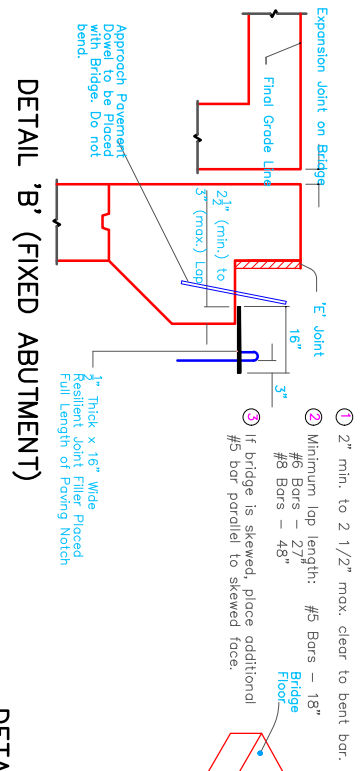 Expansion Joint on Bridge
Final Grade Line
'E' Joint
2½" (min.) to
3" (max.) Lap
16"
3"
Approach Pavement
Dowel to be Placed
with Bridge. Do not
bend.
½" Thick x 16" Wide
Resilient Joint Filler Placed
Full Length of Paving Notch
DETAIL 'B' (FIXED ABUTMENT)
1 2" min. to 2 1/2" max. clear to bent bar.
2 Minimum lap length: #5 Bars - 18"
#6 Bars - 27"
#8 Bars - 48"
3 If bridge is skewed, place additional
#5 bar parallel to skewed face.
Bridge
Floor
DETA